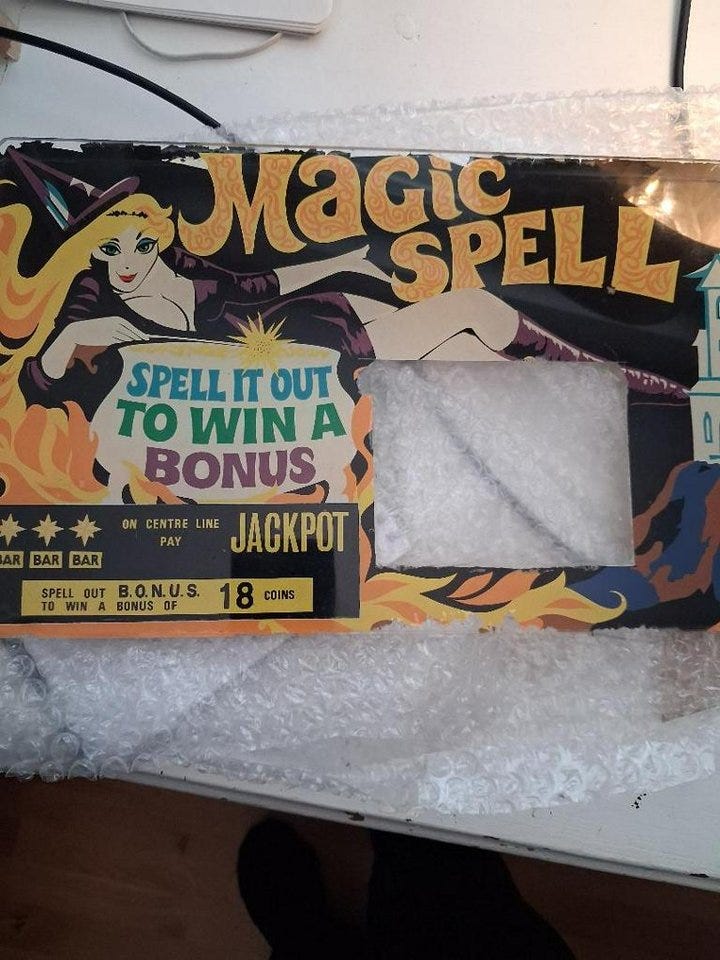 MAGIC
SPELL
SPELL IT OUT
TO WIN A
BONUS
ON CENTRE LINE
PAY
JACKPOT
BAR BAR BAR
SPELL OUT B.O.N.U.S.
TO WIN A BONUS OF
18 COINS